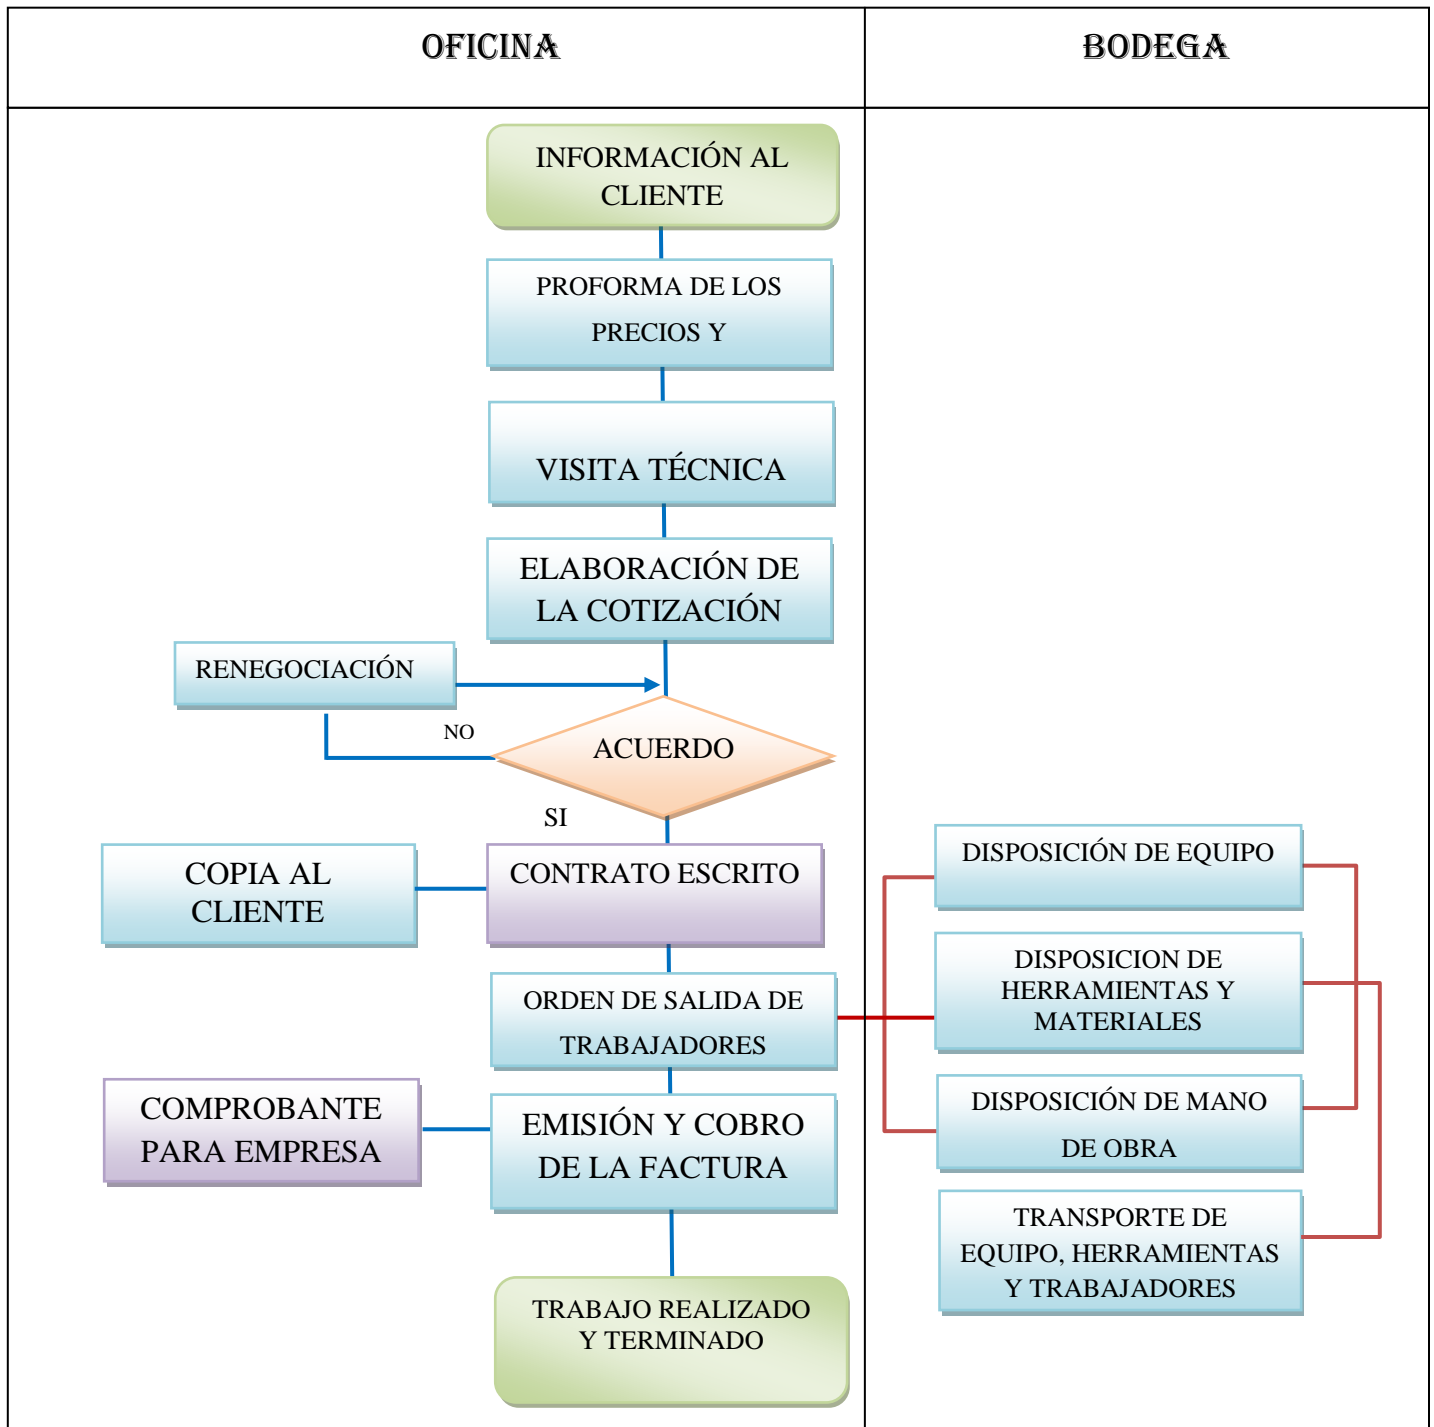 OFICINA
BODEGA
INFORMACIÓN AL
CLIENTE
PROFORMA DE LOS
PRECIOS Y
VISITA TÉCNICA
ELABORACIÓN DE
LA COTIZACIÓN
RENEGOCIACIÓN
NO
ACUERDO
SI
COPIA AL
CLIENTE
CONTRATO ESCRITO
ORDEN DE SALIDA DE
TRABAJADORES
COMPROBANTE
PARA EMPRESA
EMISIÓN Y COBRO
DE LA FACTURA
TRABAJO REALIZADO
Y TERMINADO
DISPOSICIÓN DE EQUIPO
DISPOSICION DE
HERRAMIENTAS Y
MATERIALES
DISPOSICIÓN DE MANO
DE OBRA
TRANSPORTE DE
EQUIPO, HERRAMIENTAS
Y TRABAJADORES